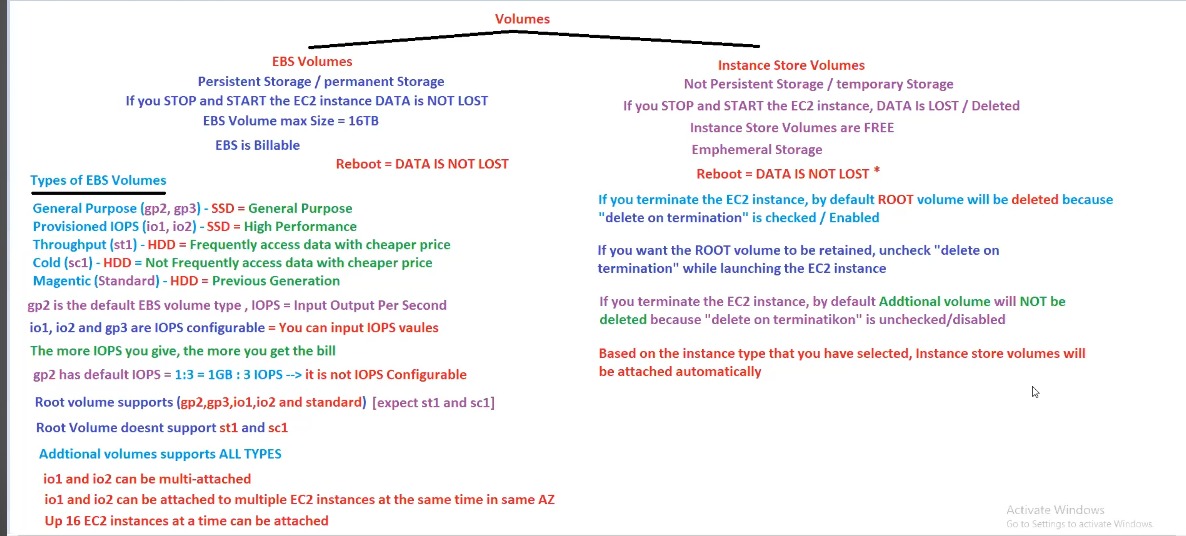 Volumes
EBS Volumes
Persistent Storage / permanent Storage
If you STOP and START the EC2 instance DATA is NOT LOST
EBS Volume max Size = 16TB
EBS is Billable
Reboot = DATA IS NOT LOST
Types of EBS Volumes
General Purpose (gp2, gp3) - SSD = General Purpose
Provisioned IOPS (io1, io2) - SSD = High Performance
Throughput (st1) - HDD = Frequently access data with cheaper price
Cold (sc1) - HDD = Not Frequently access data with cheaper price
Magentic (Standard) - HDD = Previous Generation
gp2 is the default EBS volume type , IOPS = Input Output Per Second
io1, io2 and gp3 are IOPS configurable = You can input IOPS vaules
The more IOPS you give, the more you get the bill
gp2 has default IOPS = 1:3 = 1GB : 3 IOPS --> it is not IOPS Configurable
Root volume supports (gp2,gp3,io1,io2 and standard) [expect st1 and sc1]
Root Volume doesnt support st1 and sc1
Addtional volumes supports ALL TYPES
io1 and io2 can be multi-attached
io1 and io2 can be attached to multiple EC2 instances at the same time in same AZ
Up 16 EC2 instances at a time can be attached
Instance Store Volumes
Not Persistent Storage / temporary Storage
If you STOP and START the EC2 instance, DATA Is LOST / Deleted
Instance Store Volumes are FREE
Emphemeral Storage
Reboot = DATA IS NOT LOST *
If you terminate the EC2 instance, by default ROOT volume will be deleted because
"delete on termination" is checked / Enabled
If you want the ROOT volume to be retained, uncheck "delete on
termination" while launching the EC2 instance
If you terminate the EC2 instance, by default Addtional volume will NOT be
deleted because "delete on terminatikon" is unchecked/disabled
Based on the instance type that you have selected, Instance store volumes will
be attached automatically
Activate Windows
Go to Settings to activate Windows.